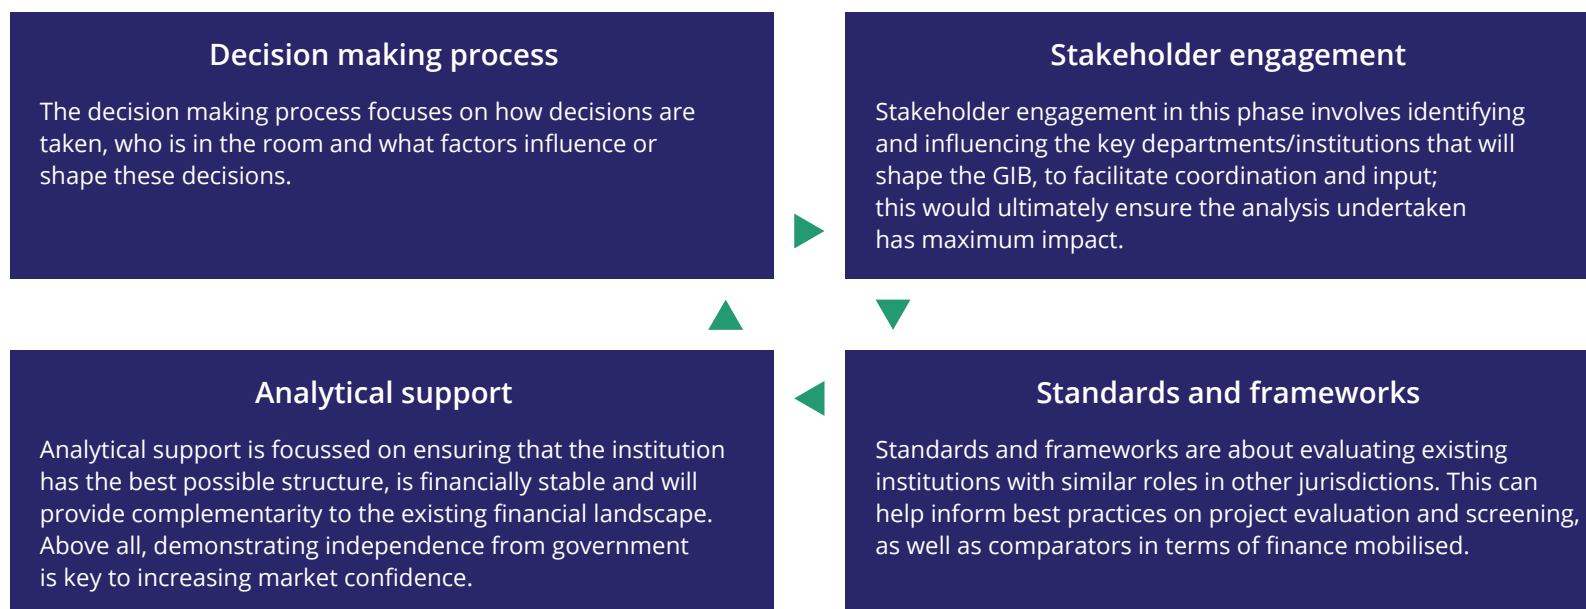 Decision making process
The decision making process focuses on how decisions are
taken, who is in the room and what factors influence or
shape these decisions.
Stakeholder engagement
Stakeholder engagement in this phase involves identifying
and influencing the key departments/institutions that will
shape the GIB, to facilitate coordination and input;
this would ultimately ensure the analysis undertaken
has maximum impact.
Analytical support
Analytical support is focussed on ensuring that the institution
has the best possible structure, is financially stable and will
provide complementarity to the existing financial landscape.
Above all, demonstrating independence from government
is key to increasing market confidence.
Standards and frameworks
Standards and frameworks are about evaluating existing
institutions with similar roles in other jurisdictions. This can
help inform best practices on project evaluation and screening,
as well as comparators in terms of finance mobilised.